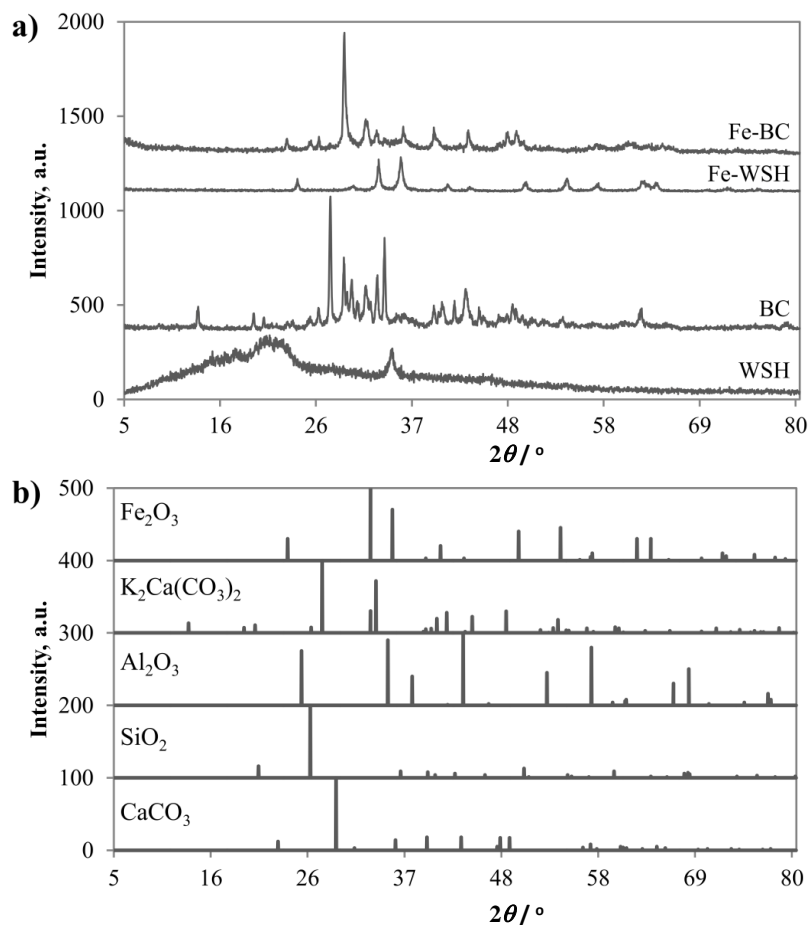 a)
2000
1500
1000
500
0
Intensity, a.u.
Fe-BC
Fe-WSH
BC
WSH
5 16 26 37 48 58 69 80
2θ / º
b)
500
400
300
200
100
0
Intensity, a.u.
Fe₂O₃
K₂Ca(CO₃)₂
Al₂O₃
SiO₂
CaCO₃
5 16 26 37 48 58 69 80
2θ / º